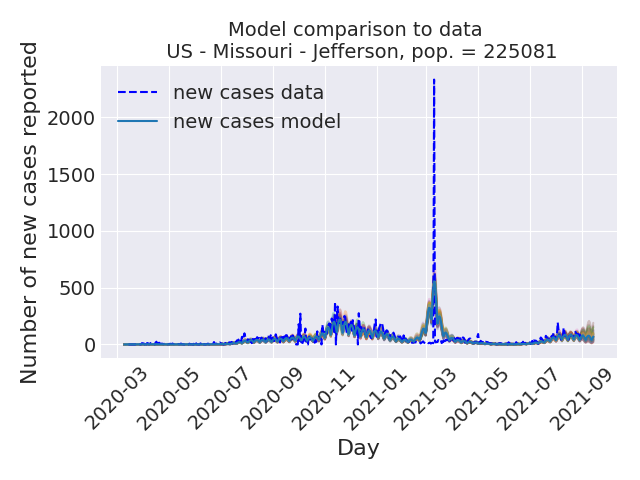 Model comparison to data
US - Missouri - Jefferson, pop. = 225081
Number of new cases reported
new cases data
new cases model
2000
1500
1000
500
0
2020-03
2020-05
2020-07
2020-09
2020-11
2021-01
2021-03
2021-05
2021-07
2021-09
Day